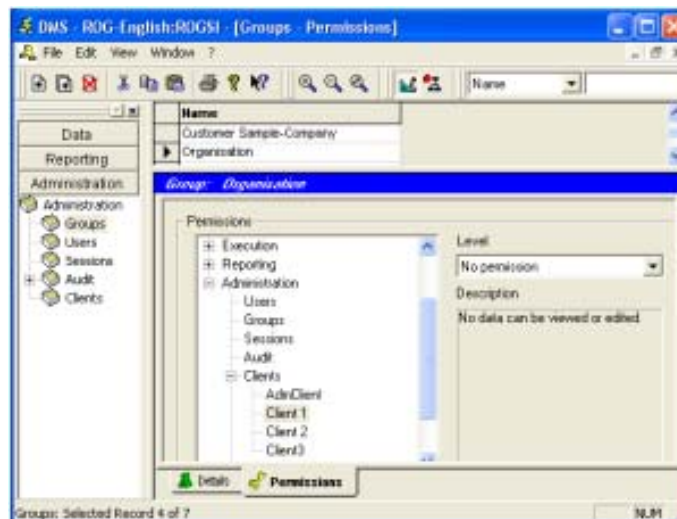 DMS - ROG-English:ROGSI - [Groups - Permissions]
File Edit View Window ?
Name
Data
Reporting
Administration
Administration
Groups
Users
Sessions
Audit
Clients
Name
Customer Sample-Company
Organisation
Group: Organisation
Permissions
Execution
Reporting
Administration
Users
Groups
Sessions
Audit
Clients
AdmClient
Client 1
Client 2
Client3
Level
No permission
Description
No data can be viewed or edited
Details
Permissions
Groups: Selected Record 4 of 7
NUM